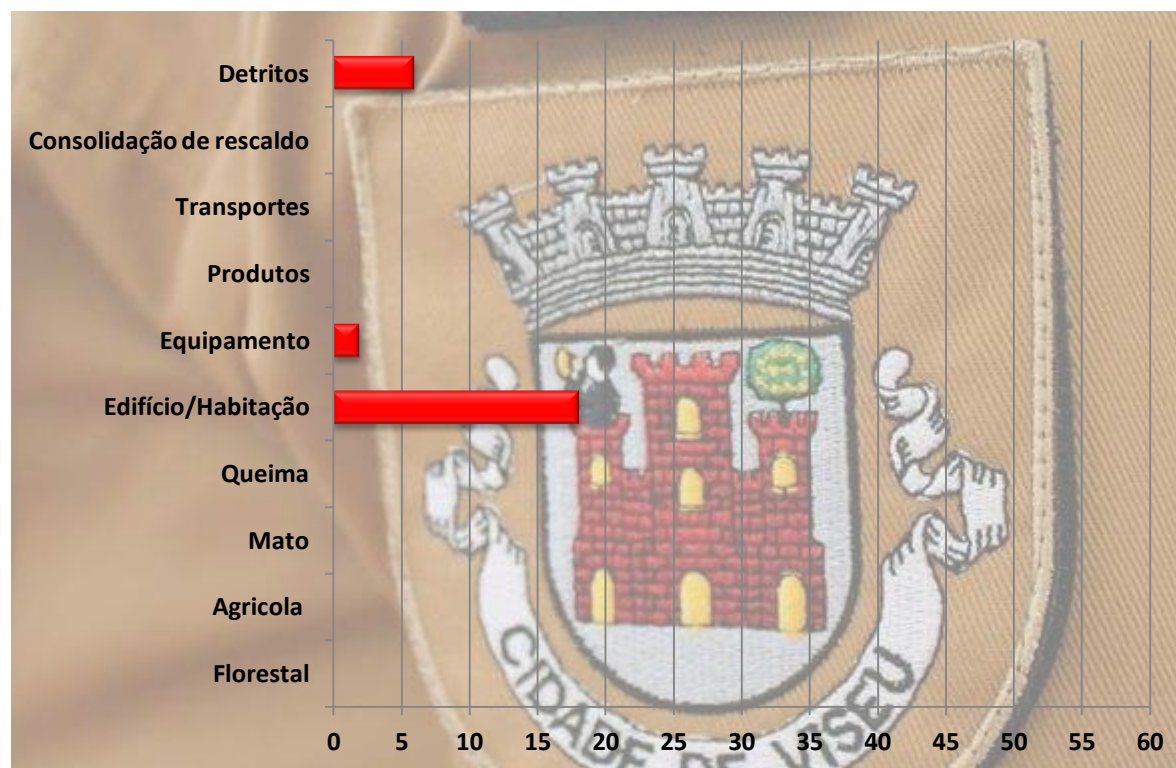 Detritos
Consolidação de rescaldo
Transportes
Produtos
Equipamento
Edifício/Habitação
Queima
Mato
Agricola
Florestal
0 5 10 15 20 25 30 35 40 45 50 55 60
CIDADE DE VISEU